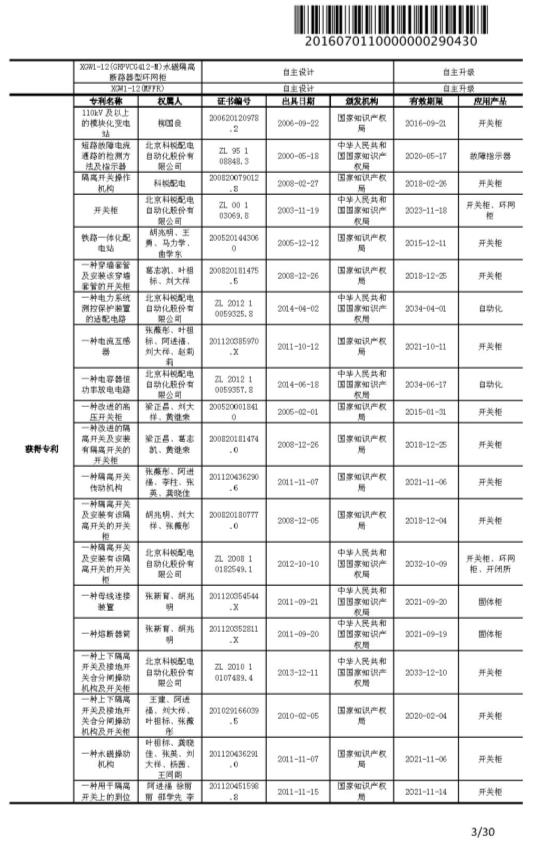 2016070110000000290430
XGW1-12(GRPVCG412-M)永磁隔离
断路器型环网柜
自主设计
自主升级
XGW1-12(MFFR)
自主设计
自主升级
获得专利
专利名称 权属人 证书编号 出具日期 颁发机构 有效期限 应用产品
110kV及以上
的模块化变电
站
柳国良
200620120978
.2
2006-09-22
国家知识产权
局
2016-09-21
开关柜
短路故障电流
通路的检测方
法及指示器
北京科锐配电
自动化股份有
限公司
ZL 95 1
08848.3
2000-05-18
中华人民共和
国国家知识产
权局
2020-05-17
故障指示器
隔离开关操作
机构
科锐配电
200820079012
.8
2008-02-27
国家知识产权
局
2018-02-26
开关柜
开关柜
北京科锐配电
自动化股份有
限公司
ZL 00 1
03069.8
2003-11-19
中华人民共和
国国家知识产
权局
2023-11-18
开关柜、环网
柜
铁路一体化配
电站
胡兆明、王
勇、马力学、
曲学东
200520144306
0
2005-12-12
国家知识产权
局
2015-12-11
开关柜
一种穿墙套管
及安装该穿墙
套管的开关柜
葛志凯、叶祖
标、刘大祥
200820181475
.5
2008-12-26
国家知识产权
局
2018-12-25
开关柜
一种电力系统
测控保护装置
的适配电路
北京科锐配电
自动化股份有
限公司
ZL 2012 1
0059325.8
2014-04-02
中华人民共和
国国家知识产
权局
2034-04-01
自动化
一种电流互感
器
张薇彤、叶祖
标、阿进福、
刘大祥、赵莉
莉
201120385970
.X
2011-10-12
国家知识产权
局
2021-10-11
开关柜
一种电容器恒
功率放电电路
北京科锐配电
自动化股份有
限公司
ZL 2012 1
0059357.8
2014-06-18
中华人民共和
国国家知识产
权局
2034-06-17
自动化
一种改进的高
压开关柜
梁正昌、刘大
祥、黄继荣
200520001841
0
2005-02-01
国家知识产权
局
2015-01-31
开关柜
一种改进的隔
离开关及安装
有隔离开关的
开关柜
梁正昌、葛志
凯、黄继荣
200820181474
.0
2008-12-26
国家知识产权
局
2018-12-25
开关柜
一种隔离开关
传动机构
张薇彤、阿进
福、李柱、张
英、龚晓佳
201120436290
.6
2011-11-07
国家知识产权
局
2021-11-06
开关柜
一种隔离开关
及安装有该隔
离开关的开关
柜
胡兆明、刘大
祥、张薇彤
200820180777
.0
2008-12-05
国家知识产权
局
2018-12-04
开关柜
一种隔离开关
及安装有该隔
离开关的开关
柜
北京科锐配电
自动化股份有
限公司
ZL 2008 1
0182549.1
2012-10-10
中华人民共和
国国家知识产
权局
2032-10-09
开关柜、环网
柜、开闭所
一种母线连接
装置
张新育、胡兆
明
201120354544
.X
2011-09-21
中华人民共和
国国家知识产
权局
2021-09-20
固体柜
一种熔断器筒
张新育、胡兆
明
201120352811
.X
2011-09-20
中华人民共和
国国家知识产
权局
2021-09-19
固体柜
一种上下隔离
开关及接地开
关合分闸操动
机构及开关柜
北京科锐配电
自动化股份有
限公司
ZL 2010 1
0107489.4
2013-12-11
中华人民共和
国国家知识产
权局
2033-12-10
开关柜
一种上下隔离
开关及接地开
关合分闸操动
机构及开关柜
王建、阿进
福、刘大祥、
叶祖标、张薇
彤
201029166039
.5
2010-02-05
国家知识产权
局
2020-02-04
开关柜
一种永磁操动
机构
叶祖标、龚晓
佳、张英、刘
大祥、杨茜、
王同朝
201120436291
.0
2011-11-07
国家知识产权
局
2021-11-06
开关柜
一种用于隔离
开关上的到位
阿进福 徐丽
丽 邵学先 李
201120451598
.8
2011-11-15
国家知识产权
局
2021-11-14
开关柜
3/30